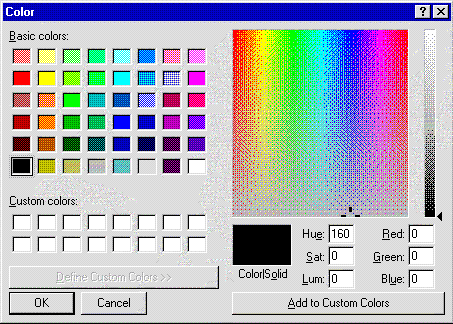 Color
Basic colors:
Custom colors:
Define Custom Colors >>
OK
Cancel
Color|Solid
Hue: 160
Sat: 0
Lum: 0
Red: 0
Green: 0
Blue: 0
Add to Custom Colors